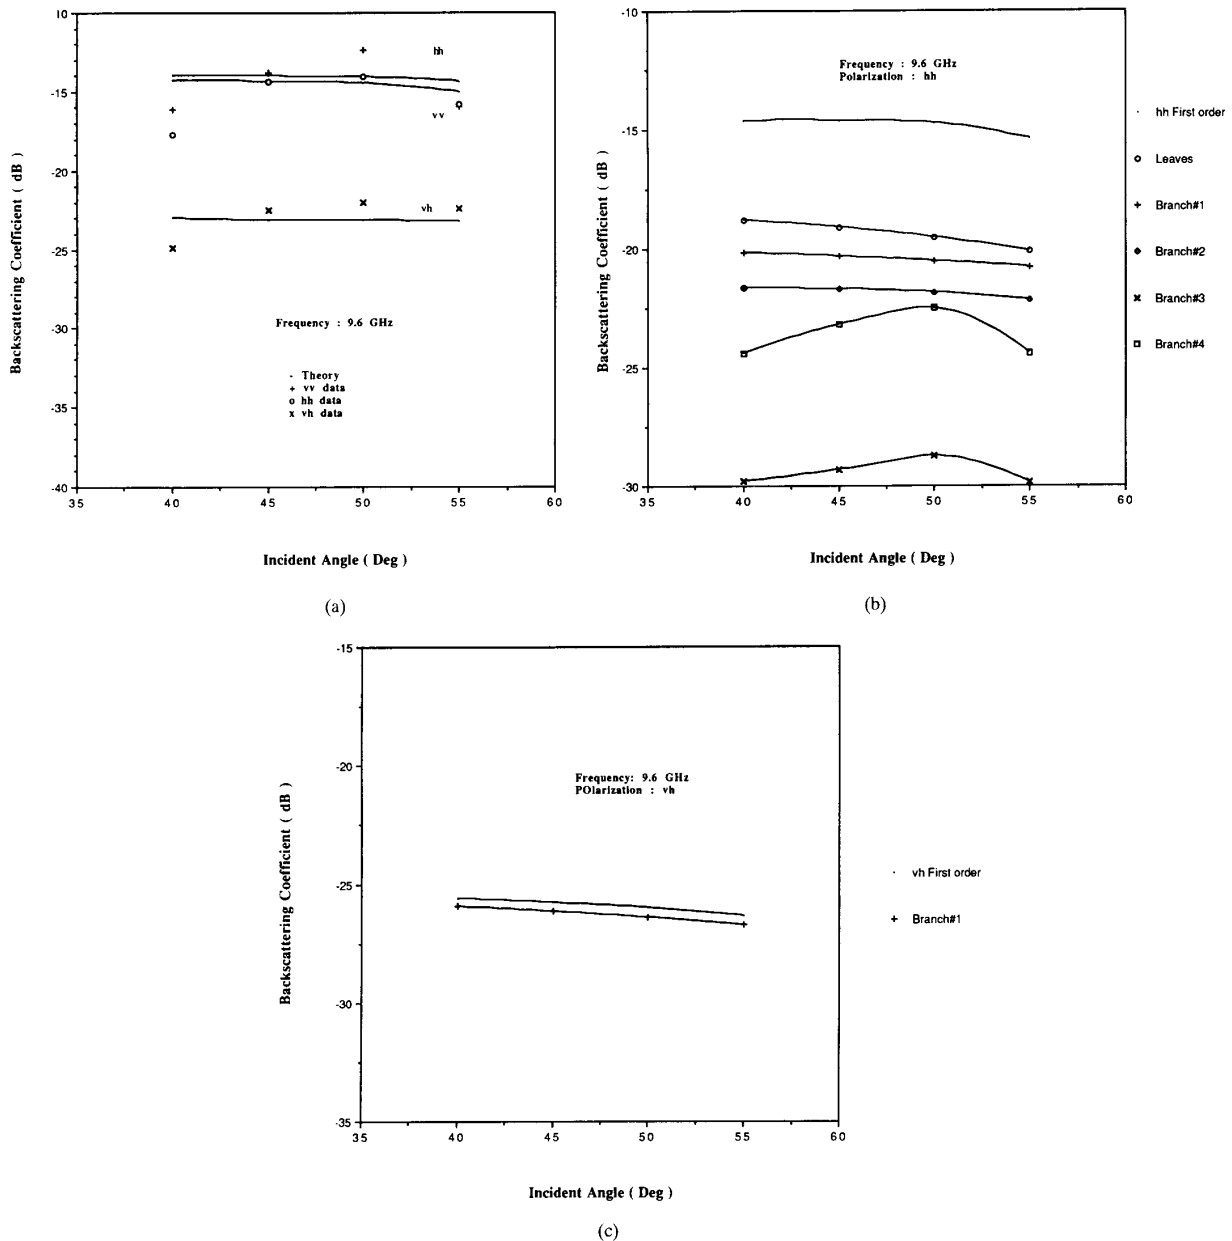 -10
-15
-20
-25
-30
-35
-40
35
40
45
50
55
60
Backscattering Coefficient ( dB )
hh
vv
vh
Frequency : 9.6 GHz
- Theory
+ vv data
o hh data
x vh data
Incident Angle ( Deg )
(a)
-10
-15
-20
-25
-30
35
40
45
50
55
60
Backscattering Coefficient ( dB )
Frequency : 9.6 GHz
Polarization : hh
hh First order
Leaves
Branch#1
Branch#2
Branch#3
Branch#4
Incident Angle ( Deg )
(b)
-15
-20
-25
-30
-35
35
40
45
50
55
60
Backscattering Coefficient ( dB )
Frequency: 9.6 GHz
POlarization : vh
vh First order
Branch#1
Incident Angle ( Deg )
(c)